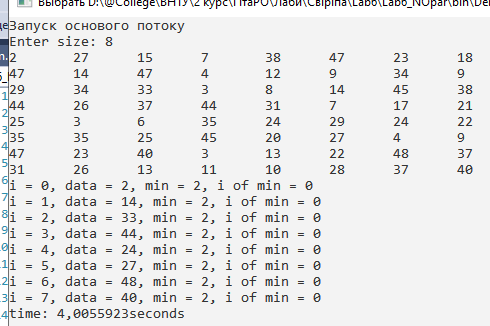 Выбрать D:\@College\ВНТУ\2 курс\ПтаРО\Лаби\Свіріпа\Лаб6\Lab6_NOpar\bin\De
Запуск основого потоку
Enter size: 8
2 27 15 7 38 47 23 18
47 14 47 4 12 9 34 9
29 34 33 3 8 14 45 38
44 26 37 44 31 7 17 21
25 3 6 35 24 29 24 22
35 35 25 45 20 27 4 9
47 23 40 3 13 22 48 37
31 26 13 11 10 28 37 40
i = 0, data = 2, min = 2, i of min = 0
i = 1, data = 14, min = 2, i of min = 0
i = 2, data = 33, min = 2, i of min = 0
i = 3, data = 44, min = 2, i of min = 0
i = 4, data = 24, min = 2, i of min = 0
i = 5, data = 27, min = 2, i of min = 0
i = 6, data = 48, min = 2, i of min = 0
i = 7, data = 40, min = 2, i of min = 0
time: 4,0055923seconds